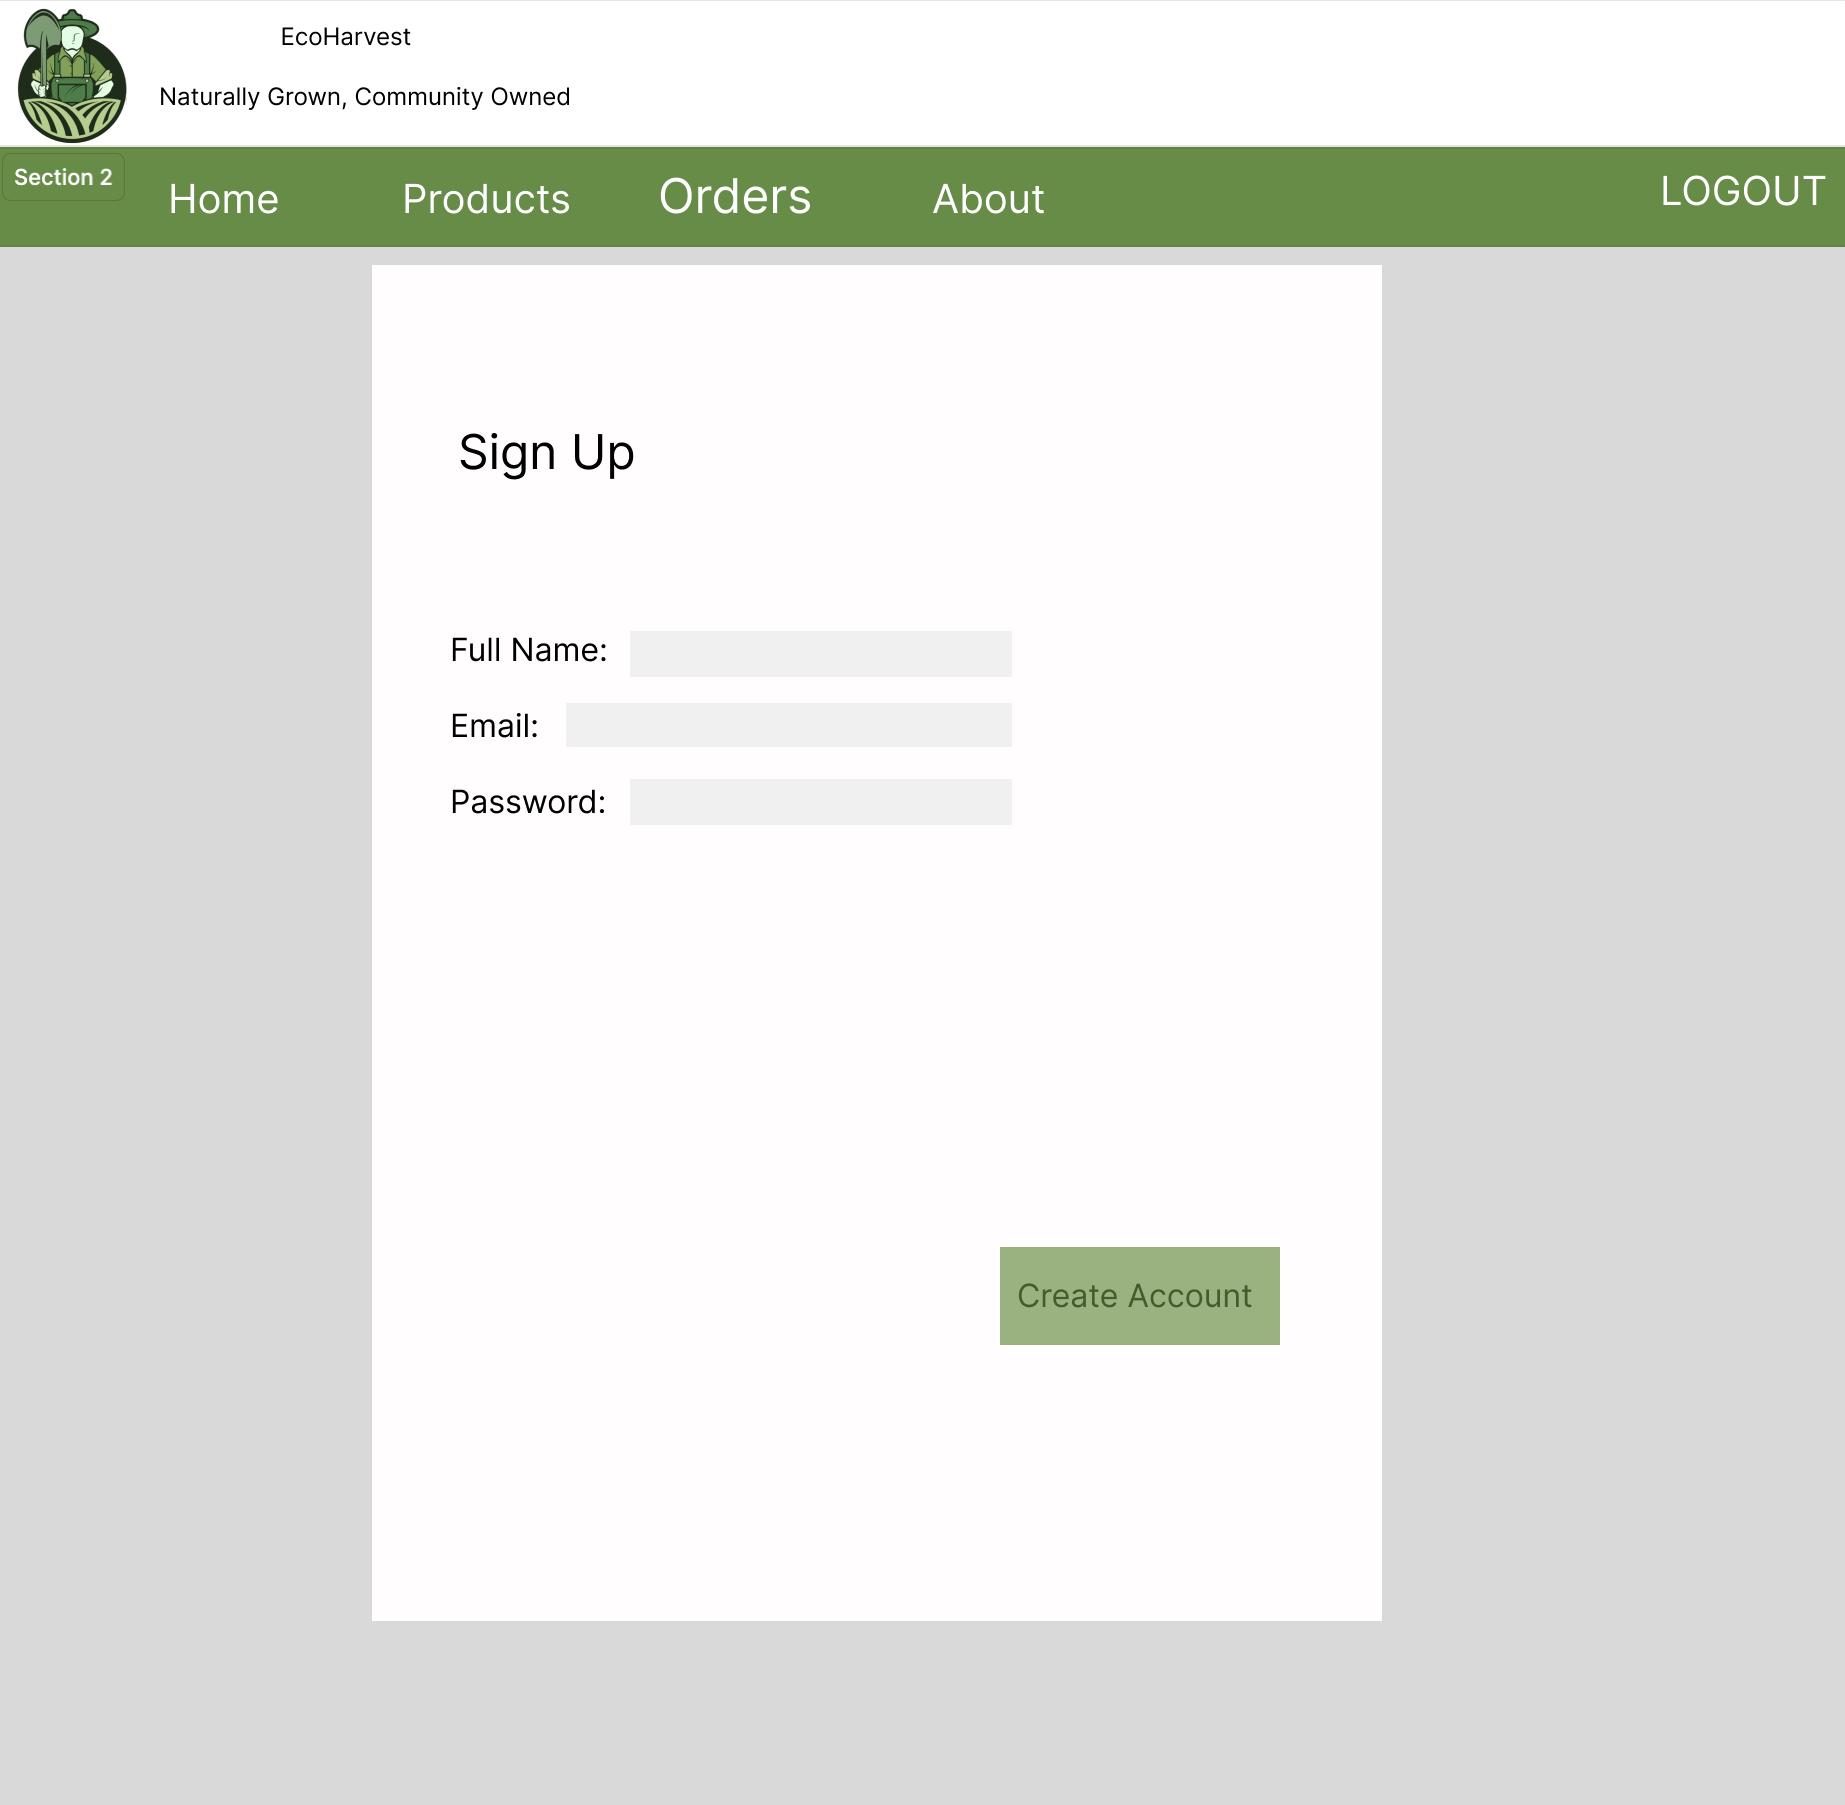 EcoHarvest
Naturally Grown, Community Owned
Section 2
Home Products Orders About LOGOUT
Sign Up
Full Name:
Email:
Password:
Create Account